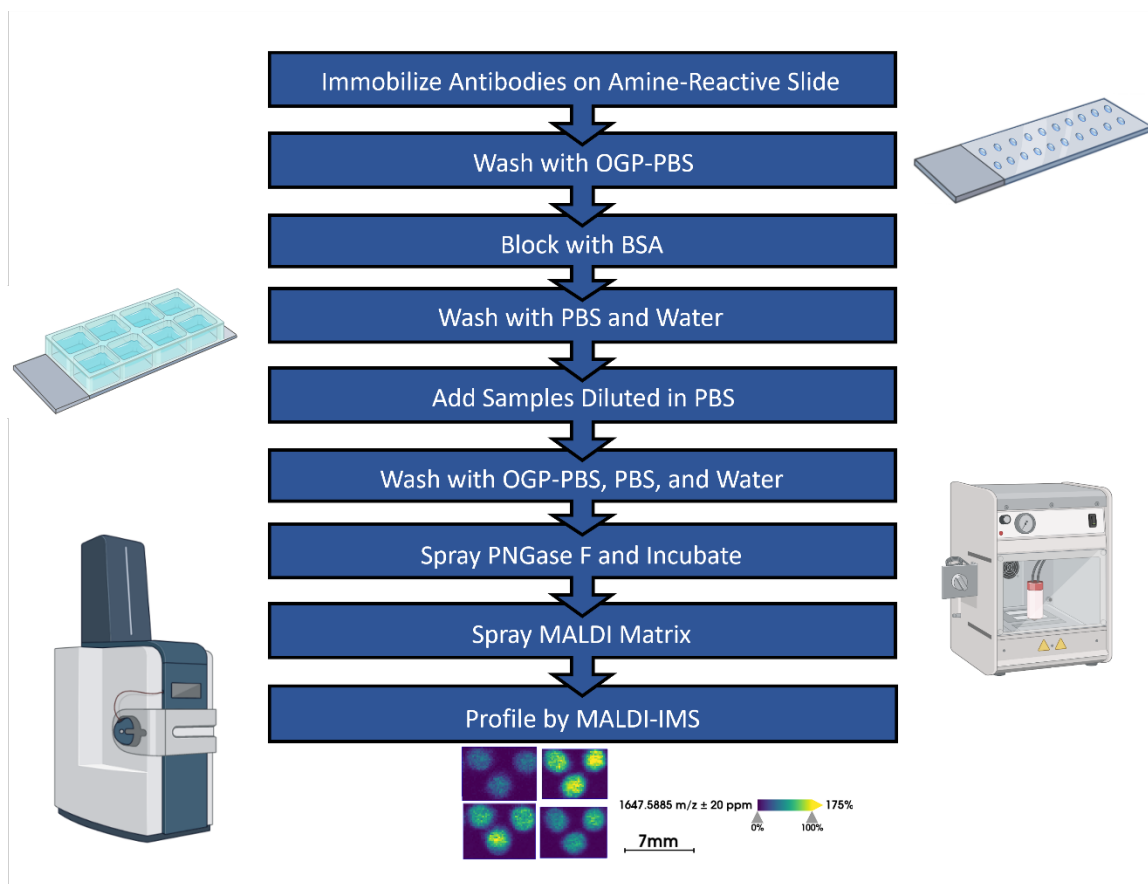 Immobilize Antibodies on Amine-Reactive Slide
Wash with OGP-PBS
Block with BSA
Wash with PBS and Water
Add Samples Diluted in PBS
Wash with OGP-PBS, PBS, and Water
Spray PNGase F and Incubate
Spray MALDI Matrix
Profile by MALDI-IMS
1647.5885 m/z ± 20 ppm 175%
0% 100%
7mm